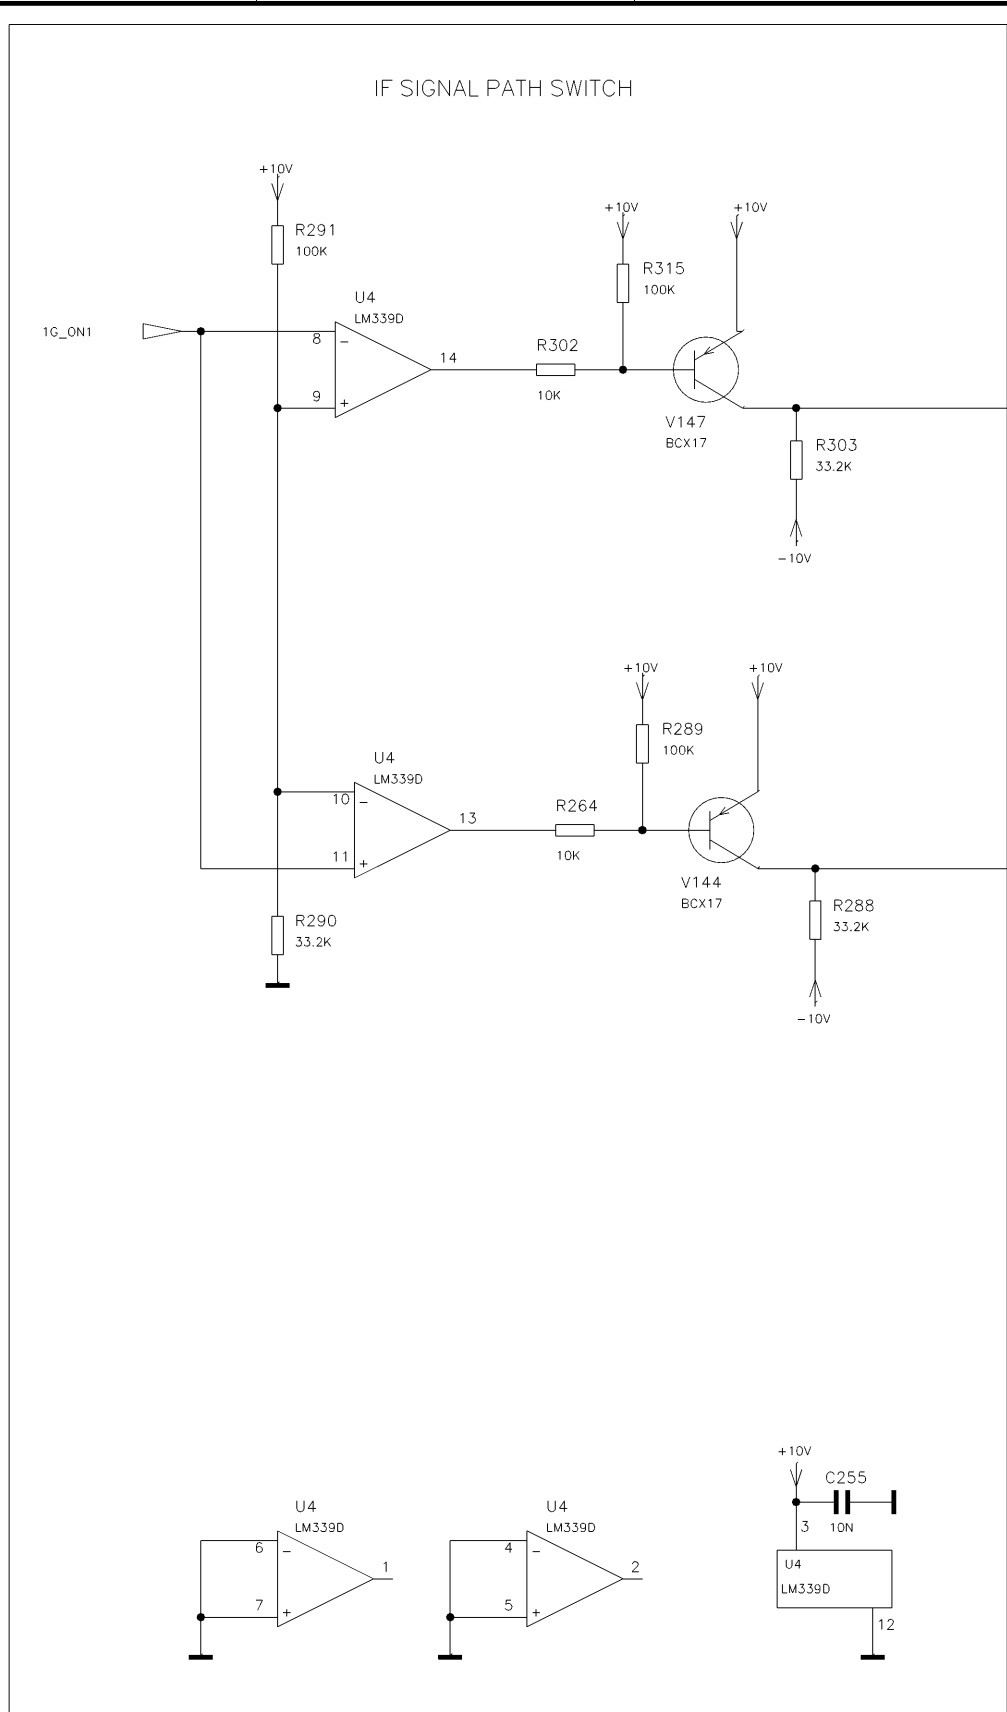 IF SIGNAL PATH SWITCH
+10V
R291
100K
+10V
+10V
R315
100K
U4
LM339D
1G_ON1
8
−
14
R302
10K
9
+
V147
BCX17
R303
33.2K
−10V
+10V
+10V
R289
100K
U4
LM339D
10
−
13
R264
10K
11
+
V144
BCX17
R290
33.2K
R288
33.2K
−10V
+10V
C255
10N
3
U4
LM339D
6
−
1
7
+
U4
LM339D
4
−
2
5
+
U4
LM339D
12